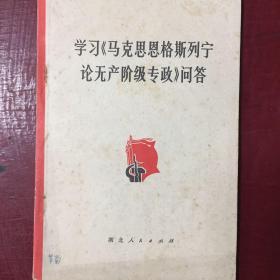 学习《马克思恩格斯列宁
论无产阶级专政》问答
湖北人民出版社